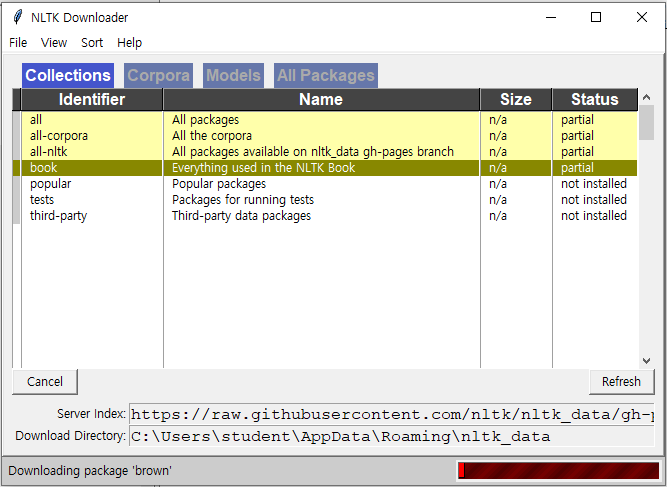 NLTK Downloader
File View Sort Help
Collections Corpora Models All Packages
Identifier Name Size Status
all All packages n/a partial
all-corpora All the corpora n/a partial
all-nltk All packages available on nltk_data gh-pages branch n/a partial
book Everything used in the NLTK Book n/a partial
popular Popular packages n/a not installed
tests Packages for running tests n/a not installed
third-party Third-party data packages n/a not installed
Cancel Refresh
Server Index: https://raw.githubusercontent.com/nltk/nltk_data/gh-p
Download Directory: C:\Users\student\AppData\Roaming\nltk_data
Downloading package 'brown'